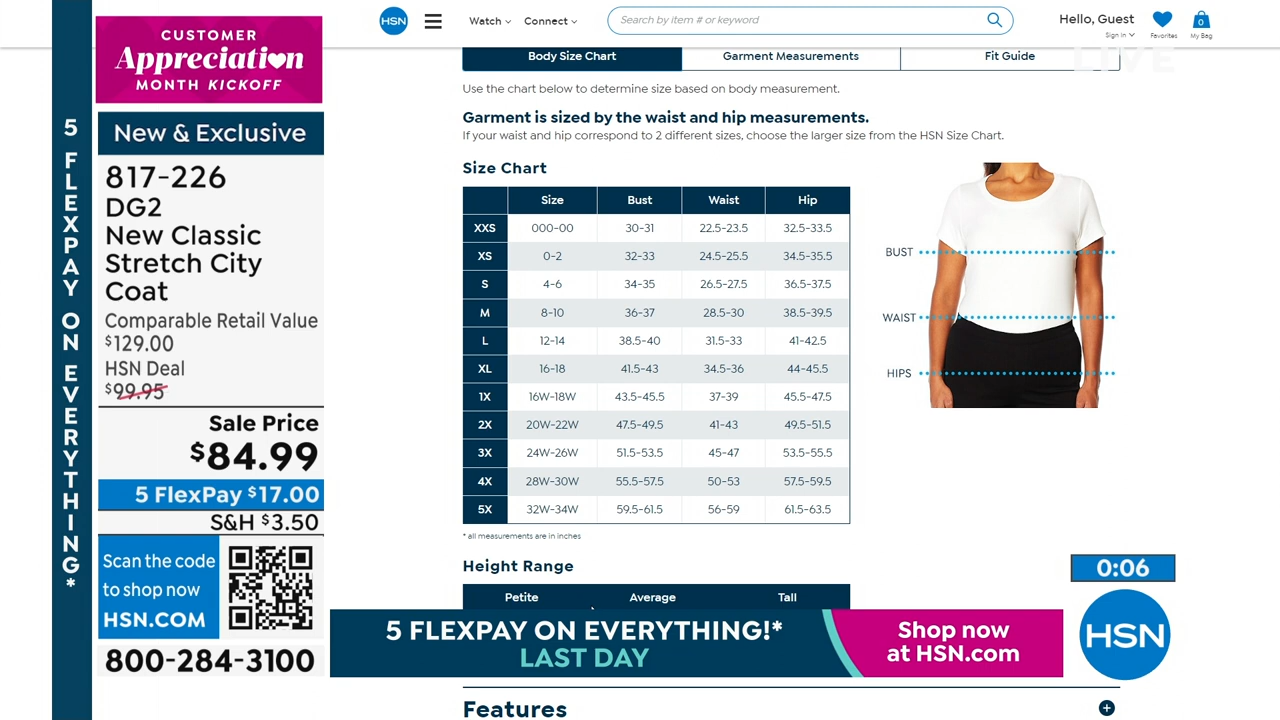 HSN
Watch
Connect
Search by item # or keyword
Hello, Guest
Sign In
Favorites
0
My Bag
LIVE
CUSTOMER
Appreciation
MONTH KICKOFF
5 FLEXPAY ON EVERYTHING*
New & Exclusive
817-226
DG2
New Classic
Stretch City
Coat
Comparable Retail Value
$129.00
HSN Deal
$99.95
Sale Price
$84.99
5 FlexPay $17.00
S&H $3.50
Scan the code
to shop now
HSN.COM
800-284-3100
Body Size Chart Garment Measurements Fit Guide
Use the chart below to determine size based on body measurement.
Garment is sized by the waist and hip measurements.
If your waist and hip correspond to 2 different sizes, choose the larger size from the HSN Size Chart.
Size Chart
Size Bust Waist Hip
XXS 000-00 30-31 22.5-23.5 32.5-33.5
XS 0-2 32-33 24.5-25.5 34.5-35.5
S 4-6 34-35 26.5-27.5 36.5-37.5
M 8-10 36-37 28.5-30 38.5-39.5
L 12-14 38.5-40 31.5-33 41-42.5
XL 16-18 41.5-43 34.5-36 44-45.5
1X 16W-18W 43.5-45.5 37-39 45.5-47.5
2X 20W-22W 47.5-49.5 41-43 49.5-51.5
3X 24W-26W 51.5-53.5 45-47 53.5-55.5
4X 28W-30W 55.5-57.5 50-53 57.5-59.5
5X 32W-34W 59.5-61.5 56-59 61.5-63.5
* all measurements are in inches
BUST
WAIST
HIPS
Height Range
Petite Average Tall
0:06
5 FLEXPAY ON EVERYTHING!*
LAST DAY
Shop now
at HSN.com
HSN
Features